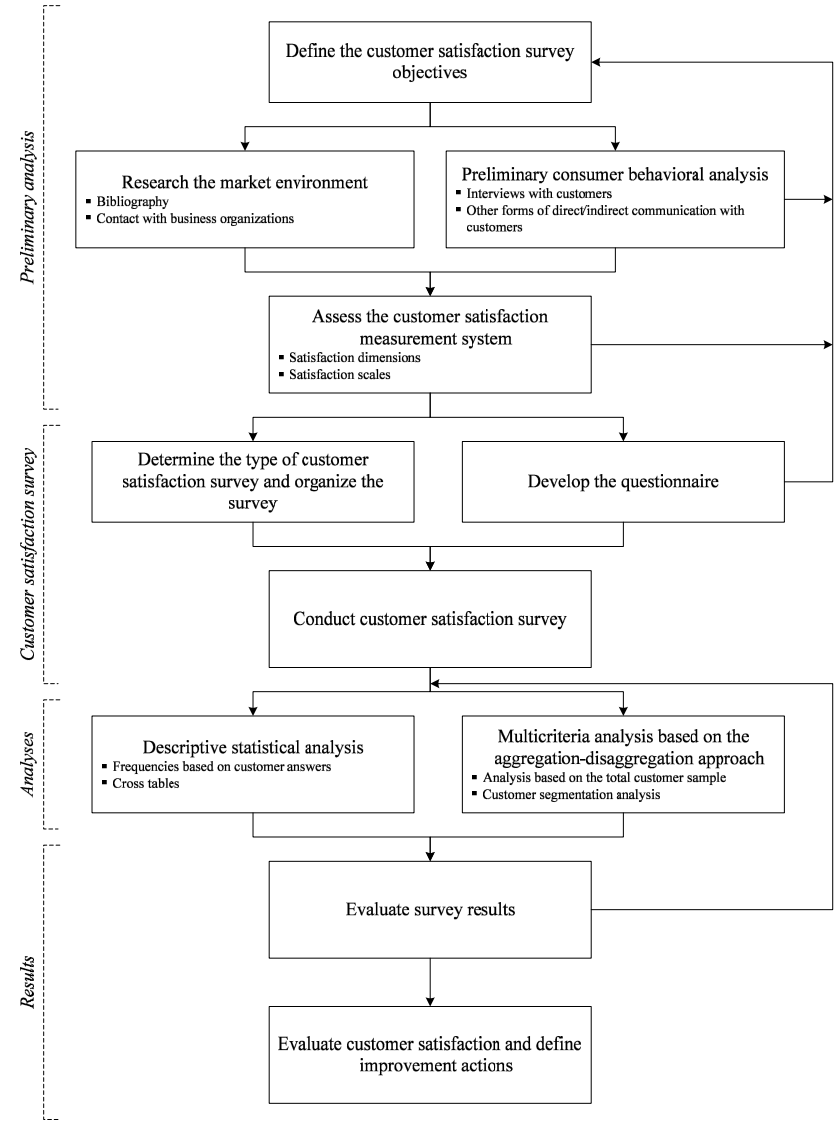 Preliminary analysis
Define the customer satisfaction survey
objectives
Research the market environment
▪ Bibliography
▪ Contact with business organizations
Preliminary consumer behavioral analysis
▪ Interviews with customers
▪ Other forms of direct/indirect communication with
customers
Assess the customer satisfaction
measurement system
▪ Satisfaction dimensions
▪ Satisfaction scales
Customer satisfaction survey
Determine the type of customer
satisfaction survey and organize the
survey
Develop the questionnaire
Conduct customer satisfaction survey
Analyses
Descriptive statistical analysis
▪ Frequencies based on customer answers
▪ Cross tables
Multicriteria analysis based on the
aggregation-disaggregation approach
▪ Analysis based on the total customer sample
▪ Customer segmentation analysis
Results
Evaluate survey results
Evaluate customer satisfaction and define
improvement actions